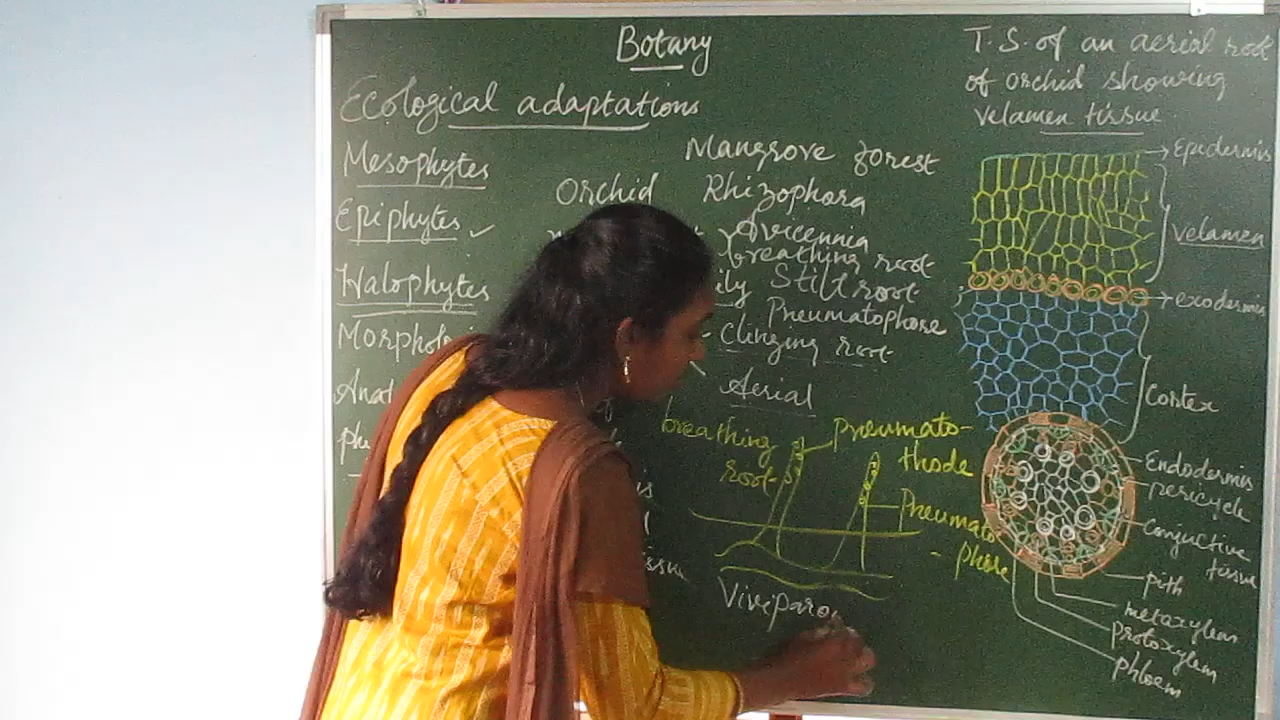 Botany
Ecological adaptations
Mesophytes
Epiphytes
Halophytes
Orchid
Mangrove forest
Rhizophora
Avicennia
breathing root
Stilt root
Pneumatophore
Clinging root
Aerial
breathing
root
Pneumato-
thode
Pneumato
- phore
Viviparo
T.S. of an aerial root
of orchid showing
velamen tissue
Epidermis
Velamen
exodermis
Cortex
Endodermis
pericycle
Conjuctive
tissue
pith
metaxylem
protoxylem
phloem